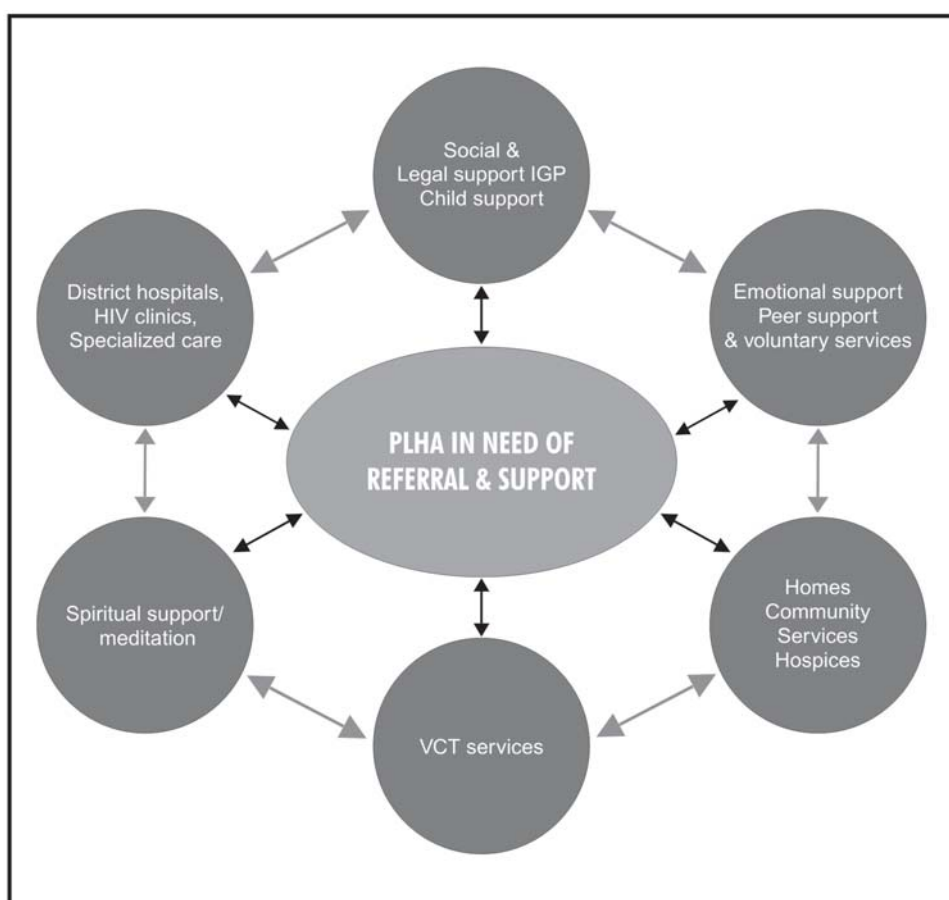 Social &
Legal support IGP
Child support
District hospitals,
HIV clinics,
Specialized care
Emotional support
Peer support
& voluntary services
PLHA IN NEED OF
REFERRAL & SUPPORT
Spiritual support/
meditation
Homes
Community
Services
Hospices
VCT services